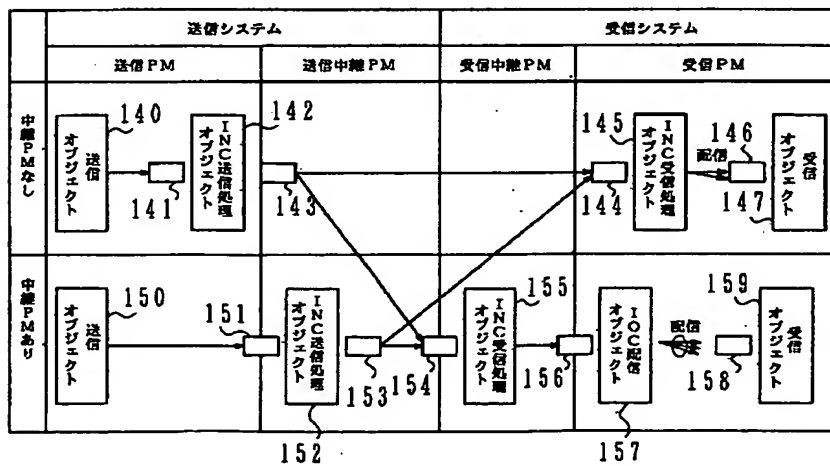 送信システム
受信システム
送信PM
送信中継PM
受信中継PM
受信PM
中継PMなし
140
送信オブジェクト
141
142
INC送信処理オブジェクト
143
144
145
INC受信処理オブジェクト
配信
146
147
受信オブジェクト
中継PMあり
150
送信オブジェクト
151
INC送信処理オブジェクト
152
153
154
155
INC受信処理オブジェクト
156
IOC配信オブジェクト
157
配信
158
159
受信オブジェクト